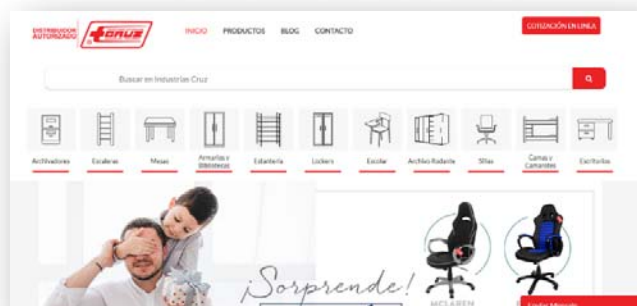 DISTRIBUIDOR
AUTORIZADO
CRUZ
INICIO PRODUCTOS BLOG CONTACTO
COTIZACIÓN EN LINEA
Buscar en Industrias Cruz
Archivadores Escaleras Mesas Armarios y Bibliotecas Estantería Lockers Escolar Archivo Rodante Sillas Camas y Camarotes Escritorios
¡Sorprende!
MCLAREN